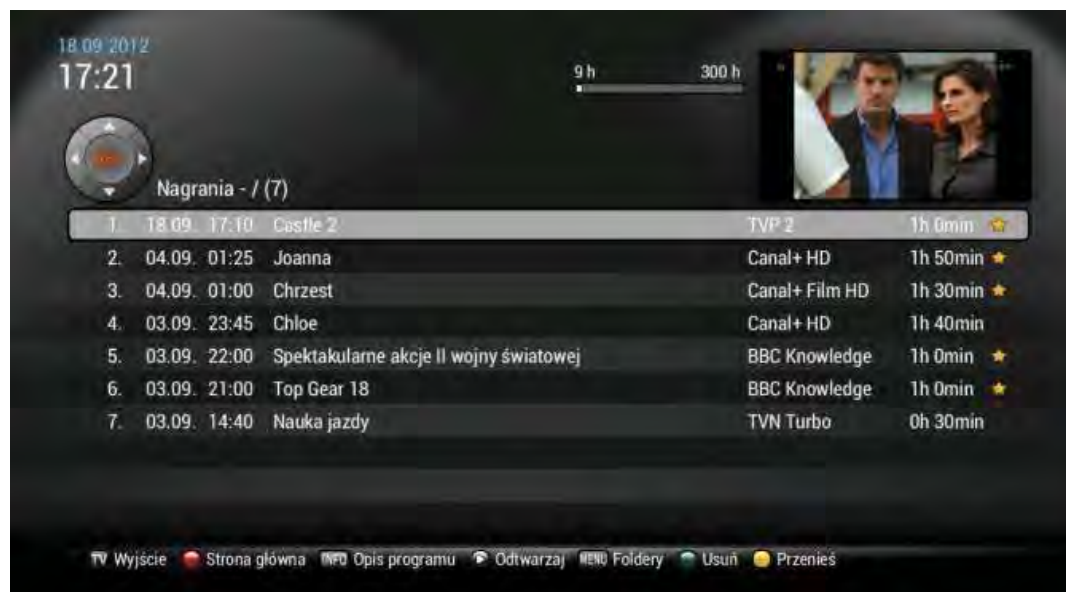 18.09 2012
17:21
9 h 300 h
Nagrania - / (7)
1. 18.09. 17:10 Castle 2 TVP 2 1h 0min
2. 04.09. 01:25 Joanna Canal+ HD 1h 50min
3. 04.09. 01:00 Chrzest Canal+ Film HD 1h 30min
4. 03.09. 23:45 Chloe Canal+ HD 1h 40min
5. 03.09. 22:00 Spektakularne akcje II wojny światowej BBC Knowledge 1h 0min
6. 03.09. 21:00 Top Gear 18 BBC Knowledge 1h 0min
7. 03.09. 14:40 Nauka jazdy TVN Turbo 0h 30min
TV Wyjście Strona główna INFO Opis programu Odtwarzaj MENU Foldery Usuń Przenieś